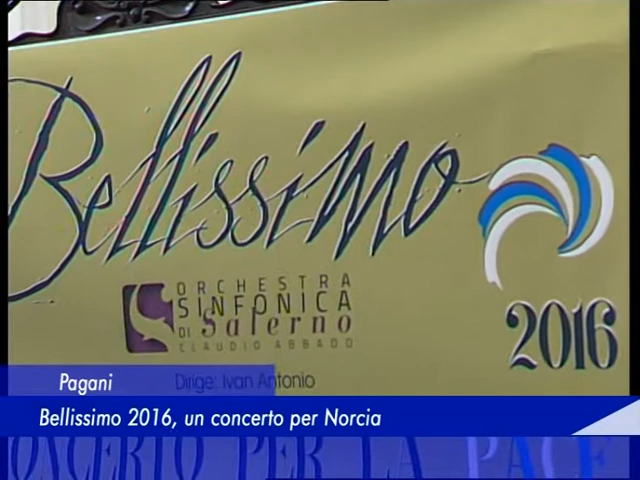 Bellissimo
ORCHESTRA
SINFONICA
DI Salerno
CLAUDIO ABBADO
2016
Pagani
Dirige: Ivan Antonio
Bellissimo 2016, un concerto per Norcia
CONCERTO PER LA PACE